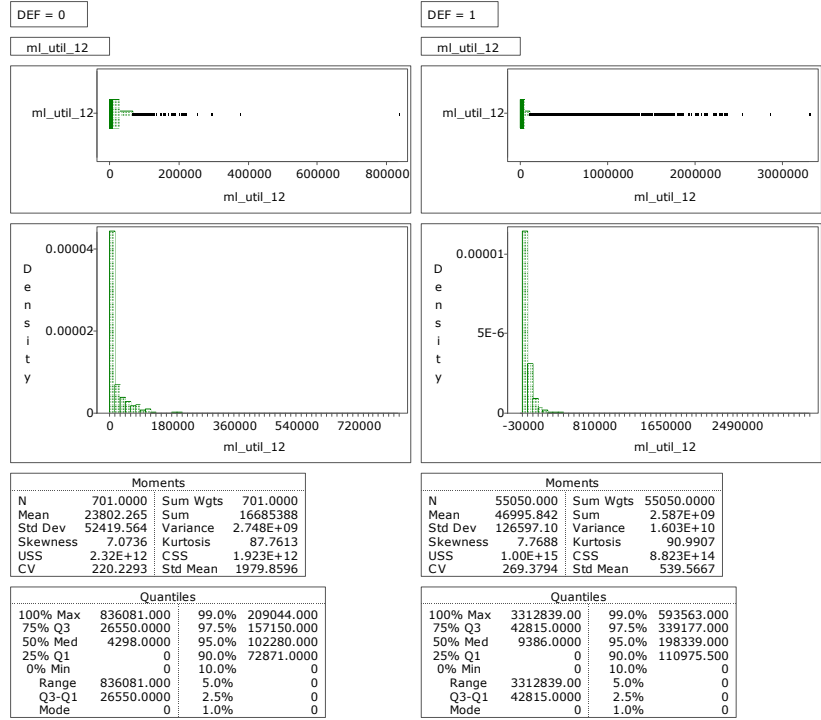 DEF = 0
ml_util_12
ml_util_12
0 200000 400000 600000 800000
ml_util_12
Density
0.00004
0.00002
0
0 180000 360000 540000 720000
ml_util_12
Moments
N 701.0000 Sum Wgts 701.0000
Mean 23802.265 Sum 16685388
Std Dev 52419.564 Variance 2.748E+09
Skewness 7.0736 Kurtosis 87.7613
USS 2.32E+12 CSS 1.923E+12
CV 220.2293 Std Mean 1979.8596
Quantiles
100% Max 836081.000 99.0% 209044.000
75% Q3 26550.0000 97.5% 157150.000
50% Med 4298.0000 95.0% 102280.000
25% Q1 0 90.0% 72871.0000
0% Min 0 10.0% 0
Range 836081.000 5.0% 0
Q3-Q1 26550.0000 2.5% 0
Mode 0 1.0% 0
DEF = 1
ml_util_12
ml_util_12
0 1000000 2000000 3000000
ml_util_12
Density
0.00001
5E-6
0
-300000 810000 1650000 2490000
ml_util_12
Moments
N 55050.000 Sum Wgts 55050.000
Mean 46995.842 Sum 2.587E+09
Std Dev 126597.10 Variance 1.603E+10
Skewness 7.7688 Kurtosis 90.9907
USS 1.00E+15 CSS 8.823E+14
CV 269.3794 Std Mean 539.5667
Quantiles
100% Max 3312839.00 99.0% 593563.000
75% Q3 42815.0000 97.5% 339177.000
50% Med 9386.0000 95.0% 198339.000
25% Q1 0 90.0% 110975.500
0% Min 0 10.0% 0
Range 3312839.00 5.0% 0
Q3-Q1 42815.0000 2.5% 0
Mode 0 1.0% 0